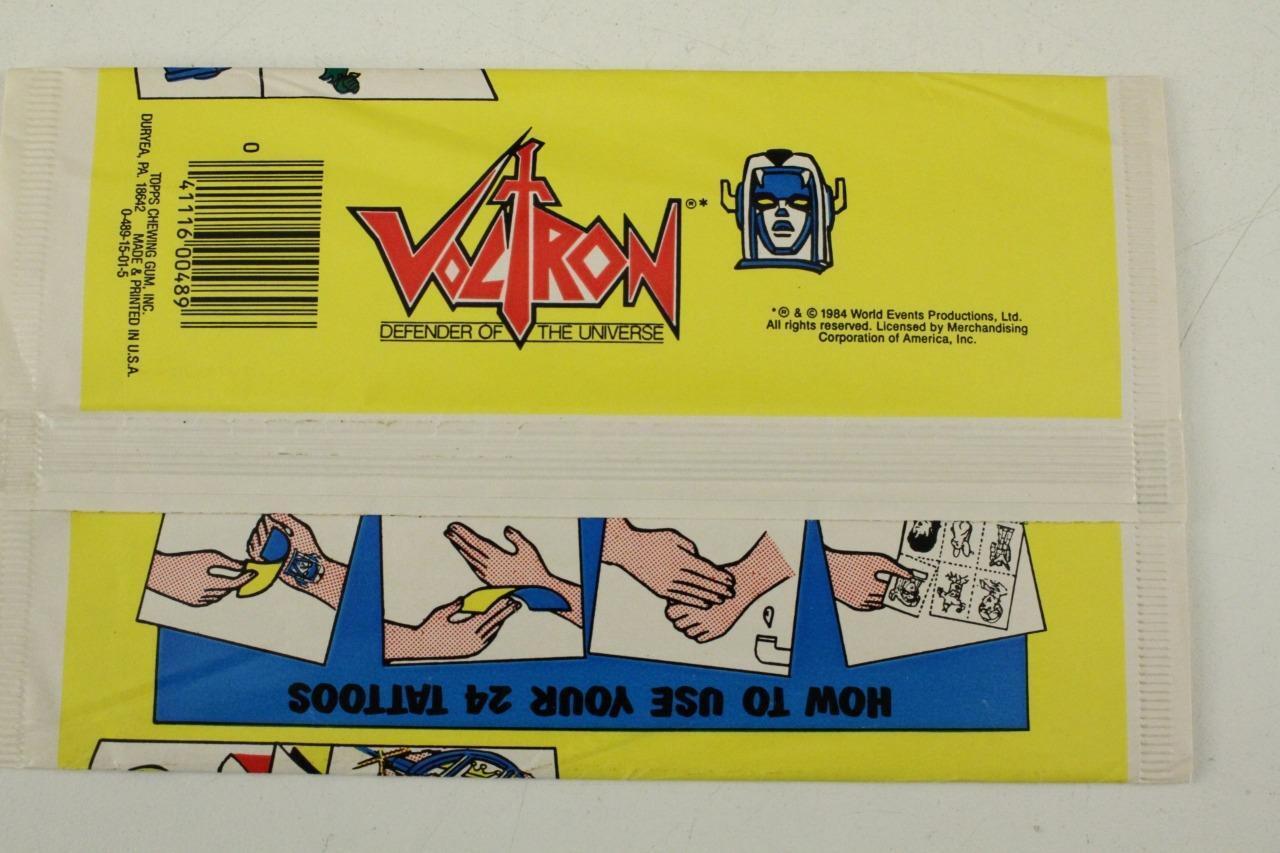 TOPPS CHEWING GUM, INC.
DURYEA, PA. 18642 MADE & PRINTED IN U.S.A.
0-489-15-01-5
0
41116 00489
VOLTRON ®*
DEFENDER OF THE UNIVERSE
*® & © 1984 World Events Productions, Ltd.
All rights reserved. Licensed by Merchandising
Corporation of America, Inc.
HOW TO USE YOUR 24 TATTOOS